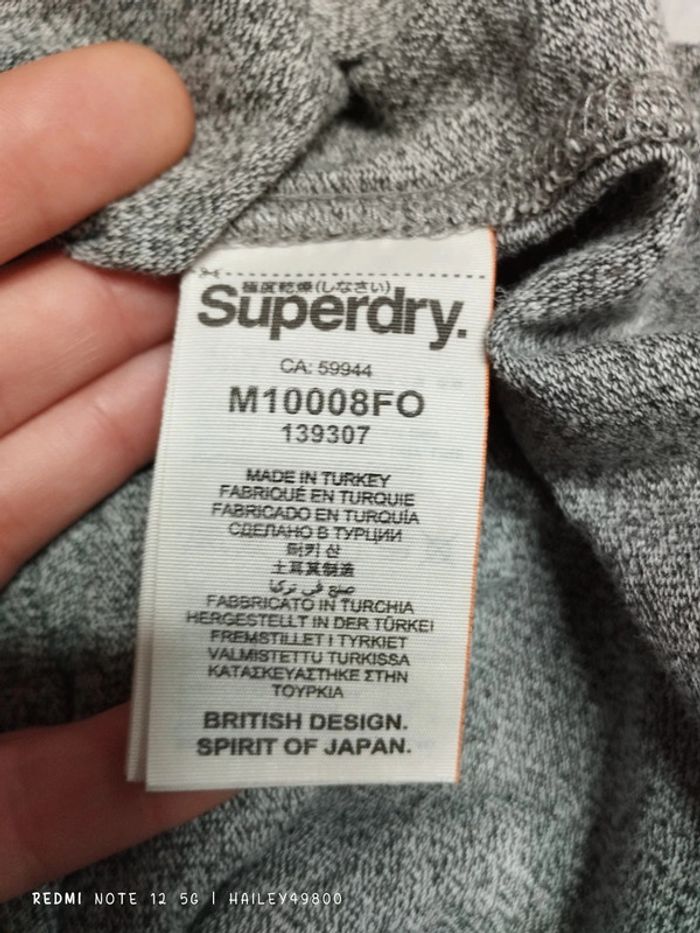 極度乾燥(しなさい)
Superdry.
CA: 59944
M10008FO
139307
MADE IN TURKEY
FABRIQUÉ EN TURQUIE
FABRICADO EN TURQUÍA
СДЕЛАНО В ТУРЦИИ
터키 산
土耳其制造
صنع في تركيا
FABBRICATO IN TURCHIA
HERGESTELLT IN DER TÜRKEI
FREMSTILLET I TYRKIET
VALMISTETTU TURKISSA
ΚΑΤΑΣΚΕΥΑΣΤΗΚΕ ΣΤΗΝ
ΤΟΥΡΚΙΑ
BRITISH DESIGN.
SPIRIT OF JAPAN.
REDMI NOTE 12 5G | HAILEY49800